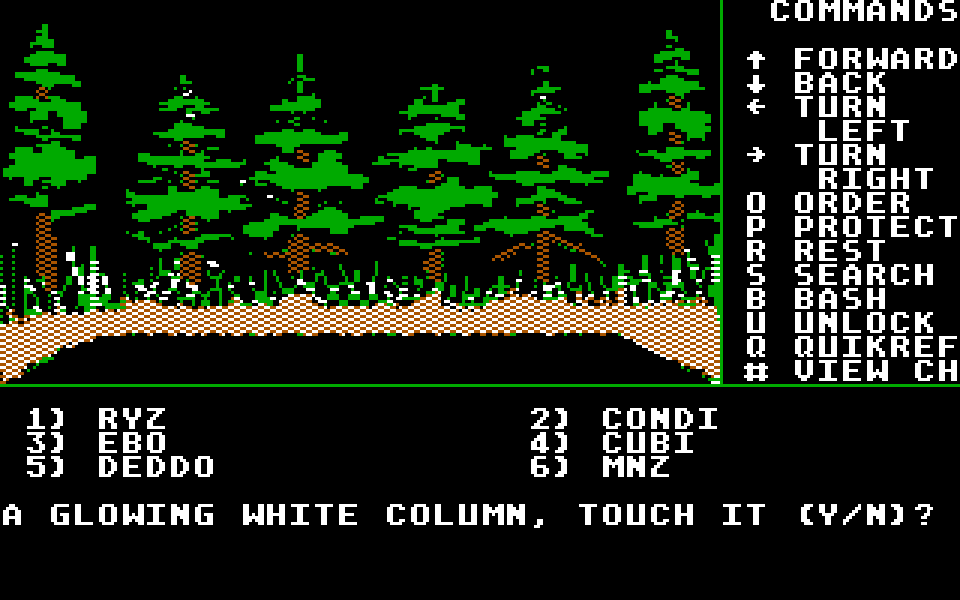 COMMANDS
↑ FORWARD
↓ BACK
← TURN
LEFT
→ TURN
RIGHT
O ORDER
P PROTECT
R REST
S SEARCH
B BASH
U UNLOCK
Q QUIKREF
# VIEW CH
1) RYZ 2) CONDI
3) EBO 4) CUBI
5) DEDDO 6) MNZ
A GLOWING WHITE COLUMN, TOUCH IT (Y/N)?